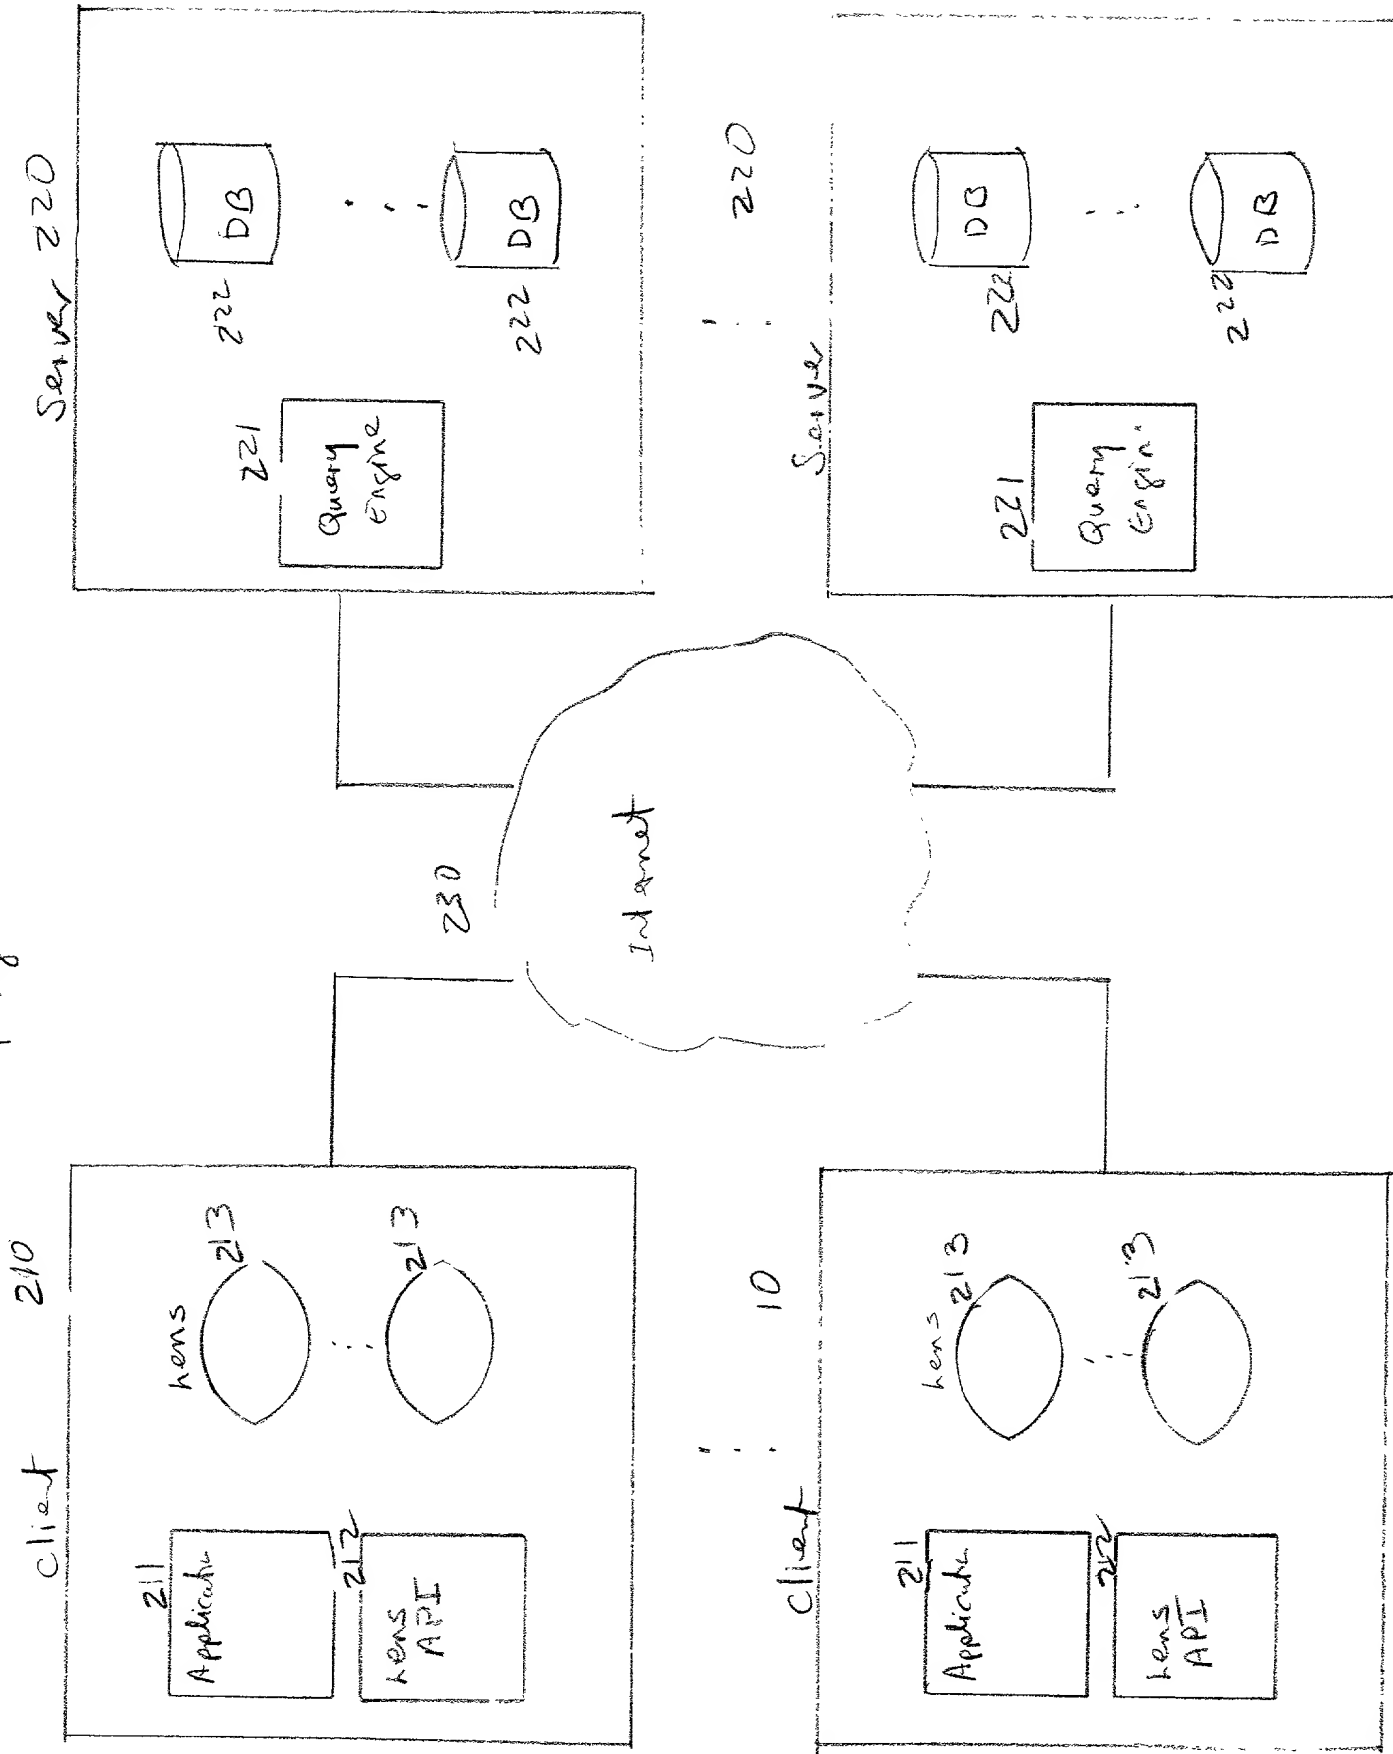 Client 210
211
Application
212
Lens
API
Lens
213
213
230
Internet
Server 220
221
Query
Engine
222
DB
222
DB
Client 10
211
Application
212
Lens
API
Lens
213
213
Server 220
221
Query
Engin
222
DB
222
DB